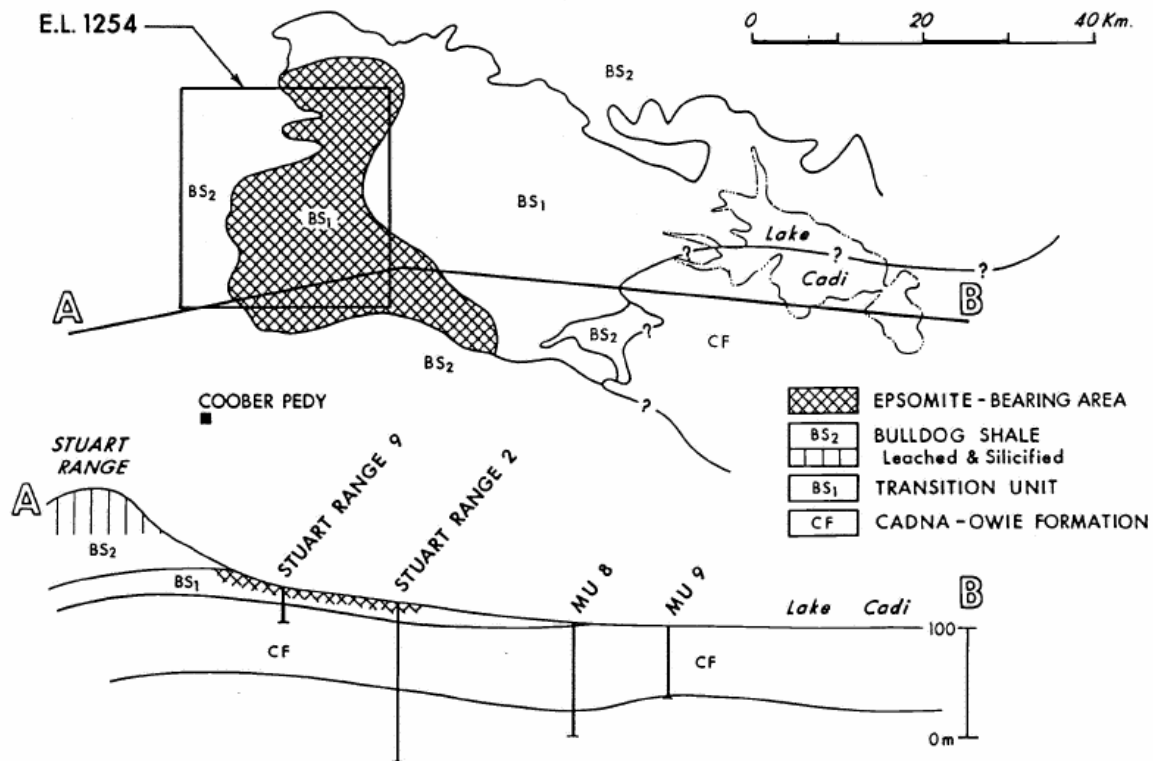 E.L. 1254
0 20 40 Km.
BS2
BS2
BS1
BS1
Lake
?
?
?
Cadi
A
B
BS2
?
CF
BS2
?
COOBER PEDY
EPSOMITE - BEARING AREA
BS2 BULLDOG SHALE
Leached & Silicified
BS1 TRANSITION UNIT
CF CADNA - OWIE FORMATION
STUART
RANGE
STUART RANGE 9
STUART RANGE 2
MU 8
MU 9
A
BS2
BS1
CF
CF
Lake Cadi
B
100
0 m